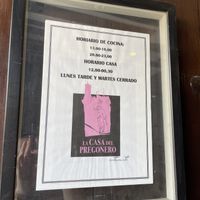 HORIARIO DE COCINA:
13,00-16,00
20,00-23,00
HORARIO CASA
12,00-00,30
LUNES TARDE Y MARTES CERRADO
LA CASA DEL
PREGONERO